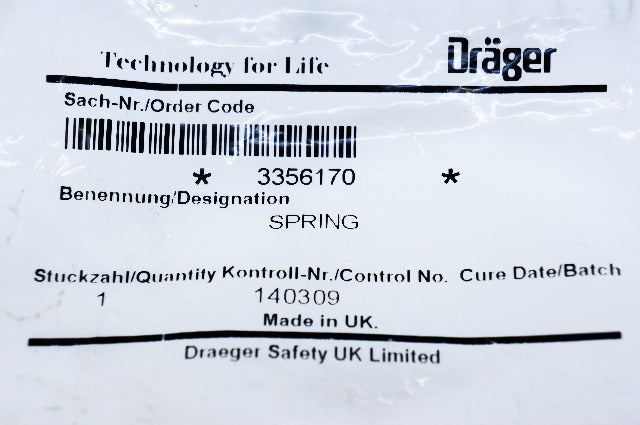 Technology for Life Dräger
Sach-Nr./Order Code
* 3356170 *
Benennung/Designation
SPRING
Stuckzahl/Quantity Kontroll-Nr./Control No. Cure Date/Batch
1 140309
Made in UK.
Draeger Safety UK Limited